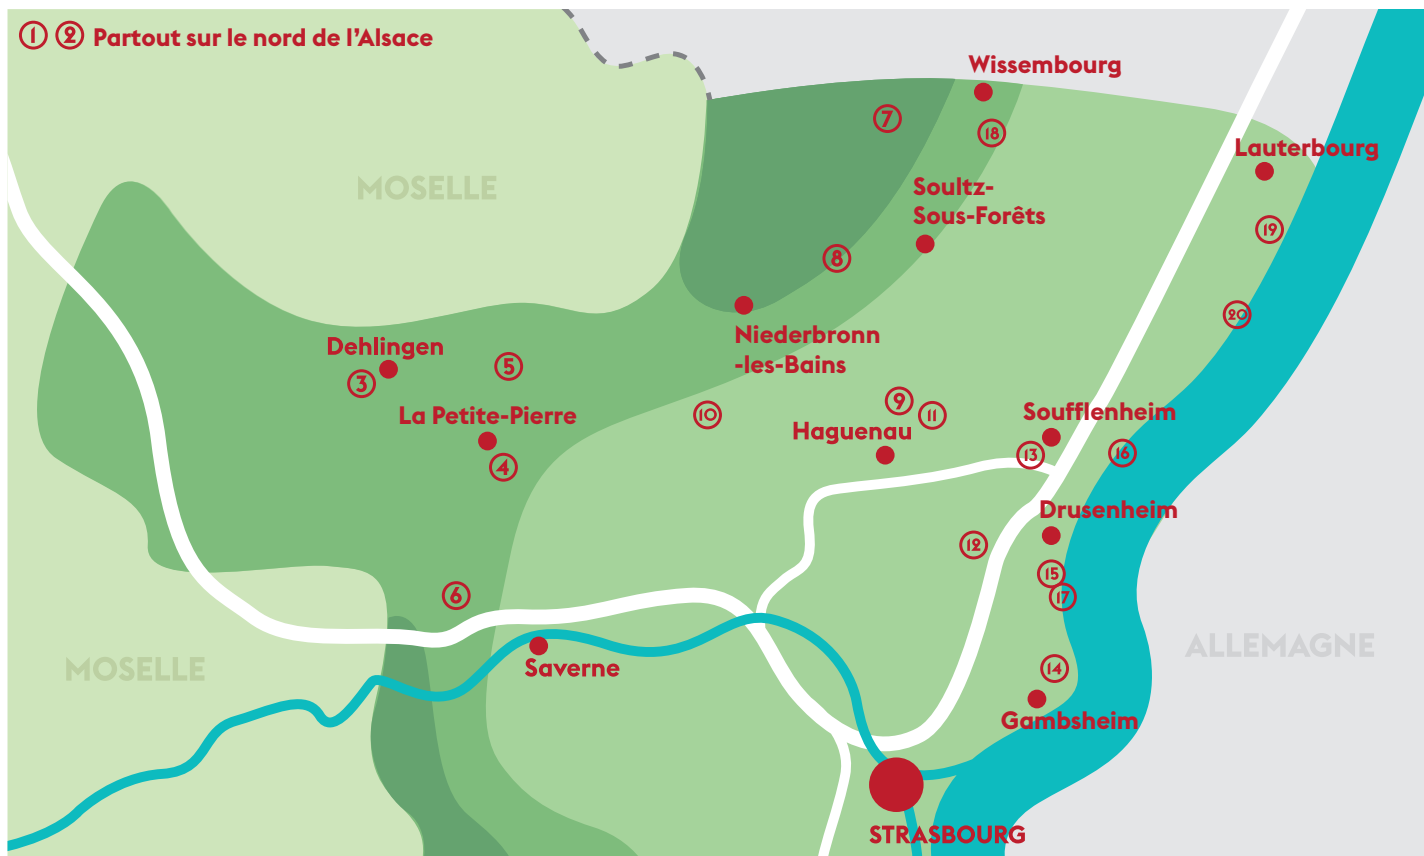 1 2 Partout sur le nord de l'Alsace
Wissembourg
7
18
Lauterbourg
MOSELLE
Soultz-
Sous-Forêts
19
8
20
Niederbronn
-les-Bains
Dehlingen
3
5
La Petite-Pierre
4
10
9
11
Haguenau
Soufflenheim
13
16
Drusenheim
12
15
17
6
ALLEMAGNE
MOSELLE
Saverne
14
Gambsheim
STRASBOURG